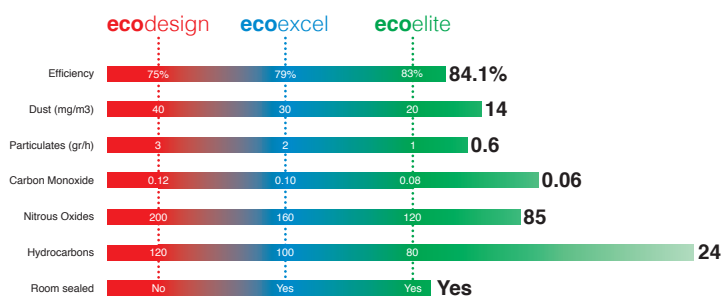 ecodesign ecoexcel ecoelite
Efficiency 75% 79% 83% 84.1%
Dust (mg/m3) 40 30 20 14
Particulates (gr/h) 3 2 1 0.6
Carbon Monoxide 0.12 0.10 0.08 0.06
Nitrous Oxides 200 160 120 85
Hydrocarbons 120 100 80 24
Room sealed No Yes Yes Yes